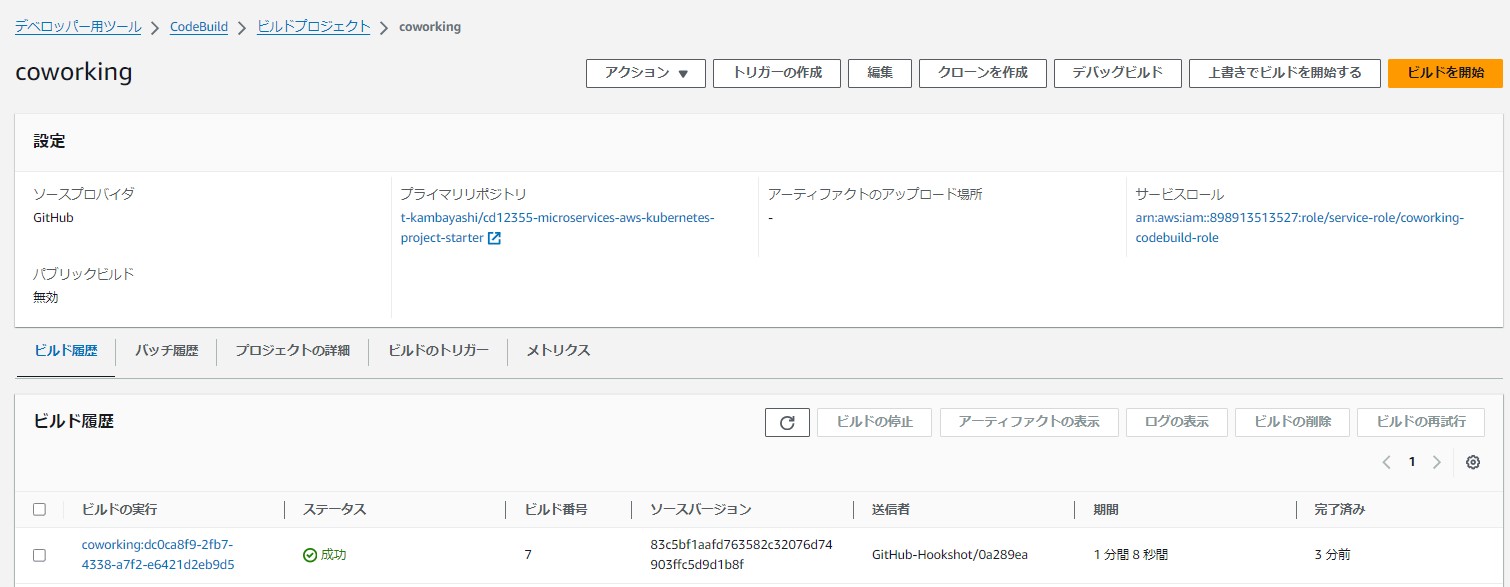 デベロッパー用ツール > CodeBuild > ビルドプロジェクト > coworking
coworking
アクション ▼ トリガーの作成 編集 クローンを作成 デバッグビルド 上書きでビルドを開始する ビルドを開始
設定
ソースプロバイダ
GitHub
プライマリリポジトリ
t-kambayashi/cd12355-microservices-aws-kubernetes-
project-starter
アーティファクトのアップロード場所
-
サービスロール
arn:aws:iam::898913513527:role/service-role/coworking-
codebuild-role
パブリックビルド
無効
ビルド履歴 バッチ履歴 プロジェクトの詳細 ビルドのトリガー メトリクス
ビルド履歴
ビルドの停止 アーティファクトの表示 ログの表示 ビルドの削除 ビルドの再試行
< 1 >
ビルドの実行 ステータス ビルド番号 ソースバージョン 送信者 期間 完了済み
coworking:dc0ca8f9-2fb7-
4338-a7f2-e6421d2eb9d5
成功
7
83c5bf1aafd763582c32076d74
903ffc5d9d1b8f
GitHub-Hookshot/0a289ea
1 分間 8 秒間
3 分前